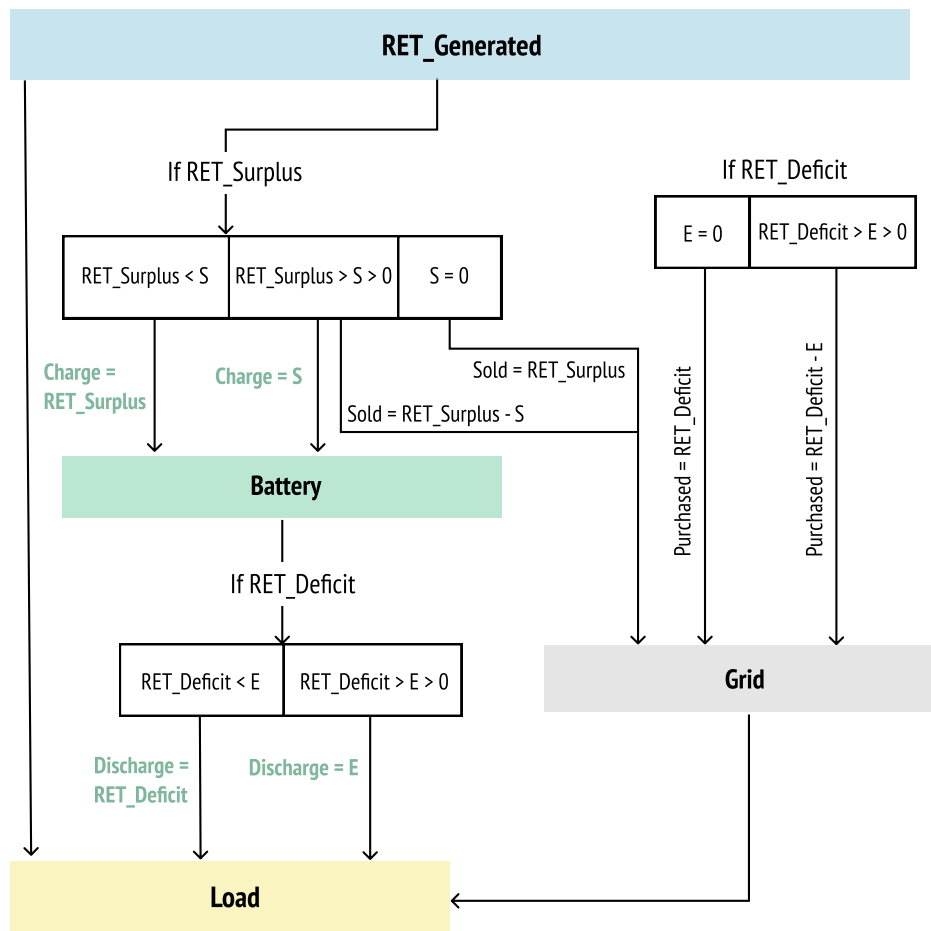 RET_Generated
If RET_Surplus
If RET_Deficit
RET_Surplus < S
RET_Surplus > S > 0
S = 0
E = 0
RET_Deficit > E > 0
Charge =
RET_Surplus
Charge = S
Sold = RET_Surplus
Sold = RET_Surplus - S
Purchased = RET_Deficit
Purchased = RET_Deficit - E
Battery
If RET_Deficit
RET_Deficit < E
RET_Deficit > E > 0
Grid
Discharge =
RET_Deficit
Discharge = E
Load